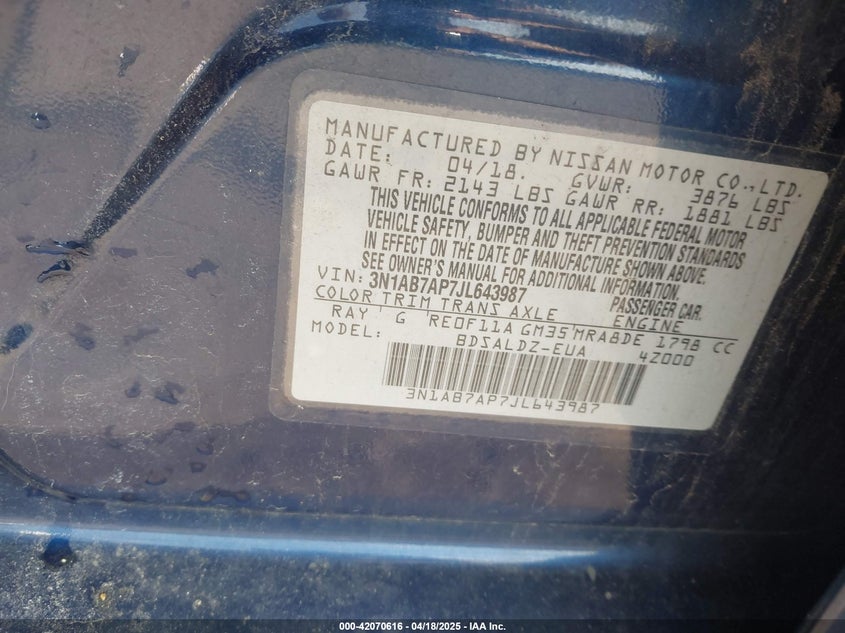 MANUFACTURED BY NISSAN MOTOR CO.,LTD.
DATE: 04/18. GVWR: 3876 LBS
GAWR FR: 2143 LBS GAWR RR: 1881 LBS
THIS VEHICLE CONFORMS TO ALL APPLICABLE FEDERAL MOTOR
VEHICLE SAFETY, BUMPER AND THEFT PREVENTION STANDARDS
IN EFFECT ON THE DATE OF MANUFACTURE SHOWN ABOVE.
SEE OWNER'S MANUAL FOR ADDITIONAL INFORMATION.
VIN: 3N1AB7AP7JL643987 PASSENGER CAR.
COLOR TRIM TRANS AXLE ENGINE
RAY G RE0F11A GM35 MRA8DE 1798 CC
MODEL: BDSALDZ-EUA 4Z000
3N1AB7AP7JL643987
000-42070616 - 04/18/2025 - IAA Inc.